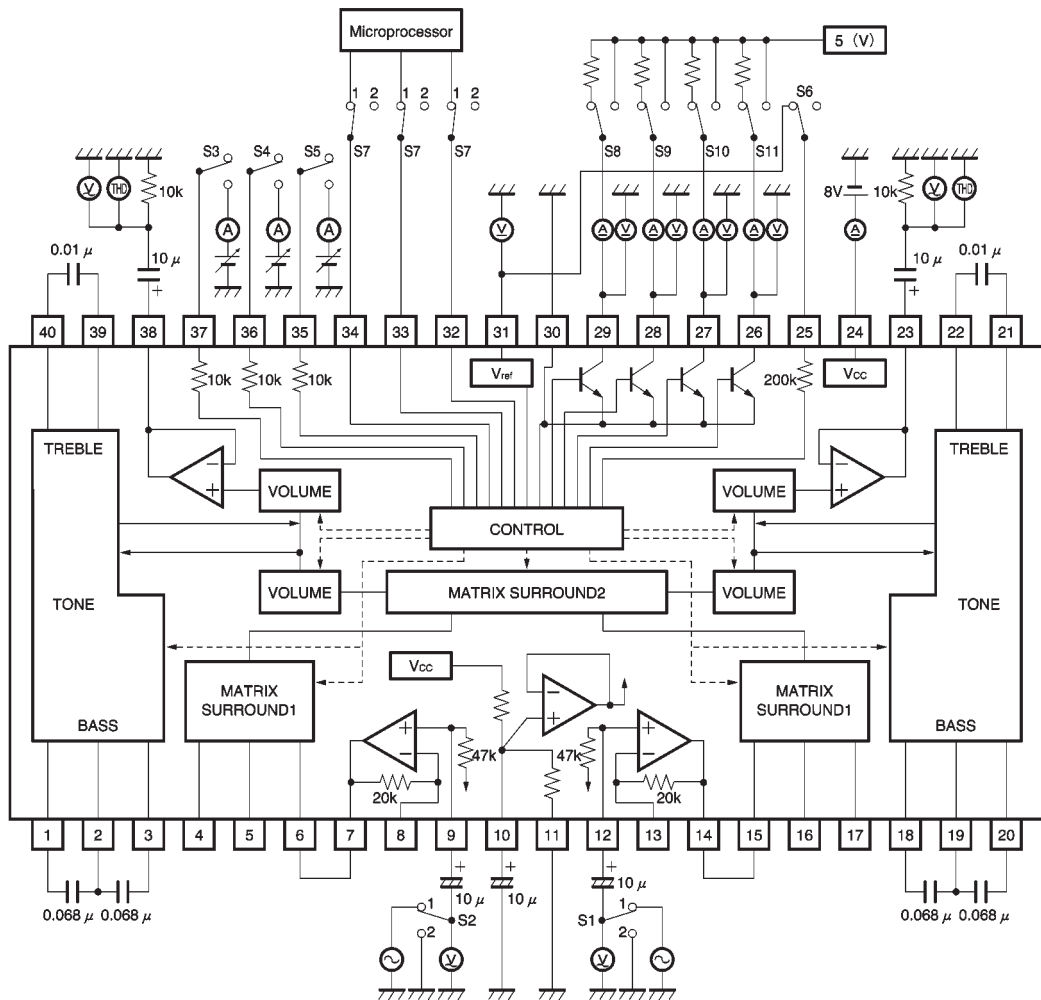 Microprocessor
5 (V)
1 2 1 2 1 2
S6
S3 S4 S5 S7 S7 S7 S8 S9 S10 S11
V THD 10k 8V 10k V THD
A A A V A V A V A V A V A
0.01 μ 10 μ + 10 μ + 0.01 μ
40 39 38 37 36 35 34 33 32 31 30 29 28 27 26 25 24 23 22 21
10k 10k 10k Vref 200k Vcc
TREBLE TREBLE
− + − +
VOLUME VOLUME
CONTROL
VOLUME MATRIX SURROUND2 VOLUME
TONE TONE
Vcc
MATRIX MATRIX
SURROUND1 SURROUND1
− +
BASS + − + − BASS
47k 47k
20k 20k
1 2 3 4 5 6 7 8 9 10 11 12 13 14 15 16 17 18 19 20
+ + +
10 μ 10 μ 10 μ
0.068 μ 0.068 μ 0.068 μ 0.068 μ
1 S2 S1 1
2 2
V V